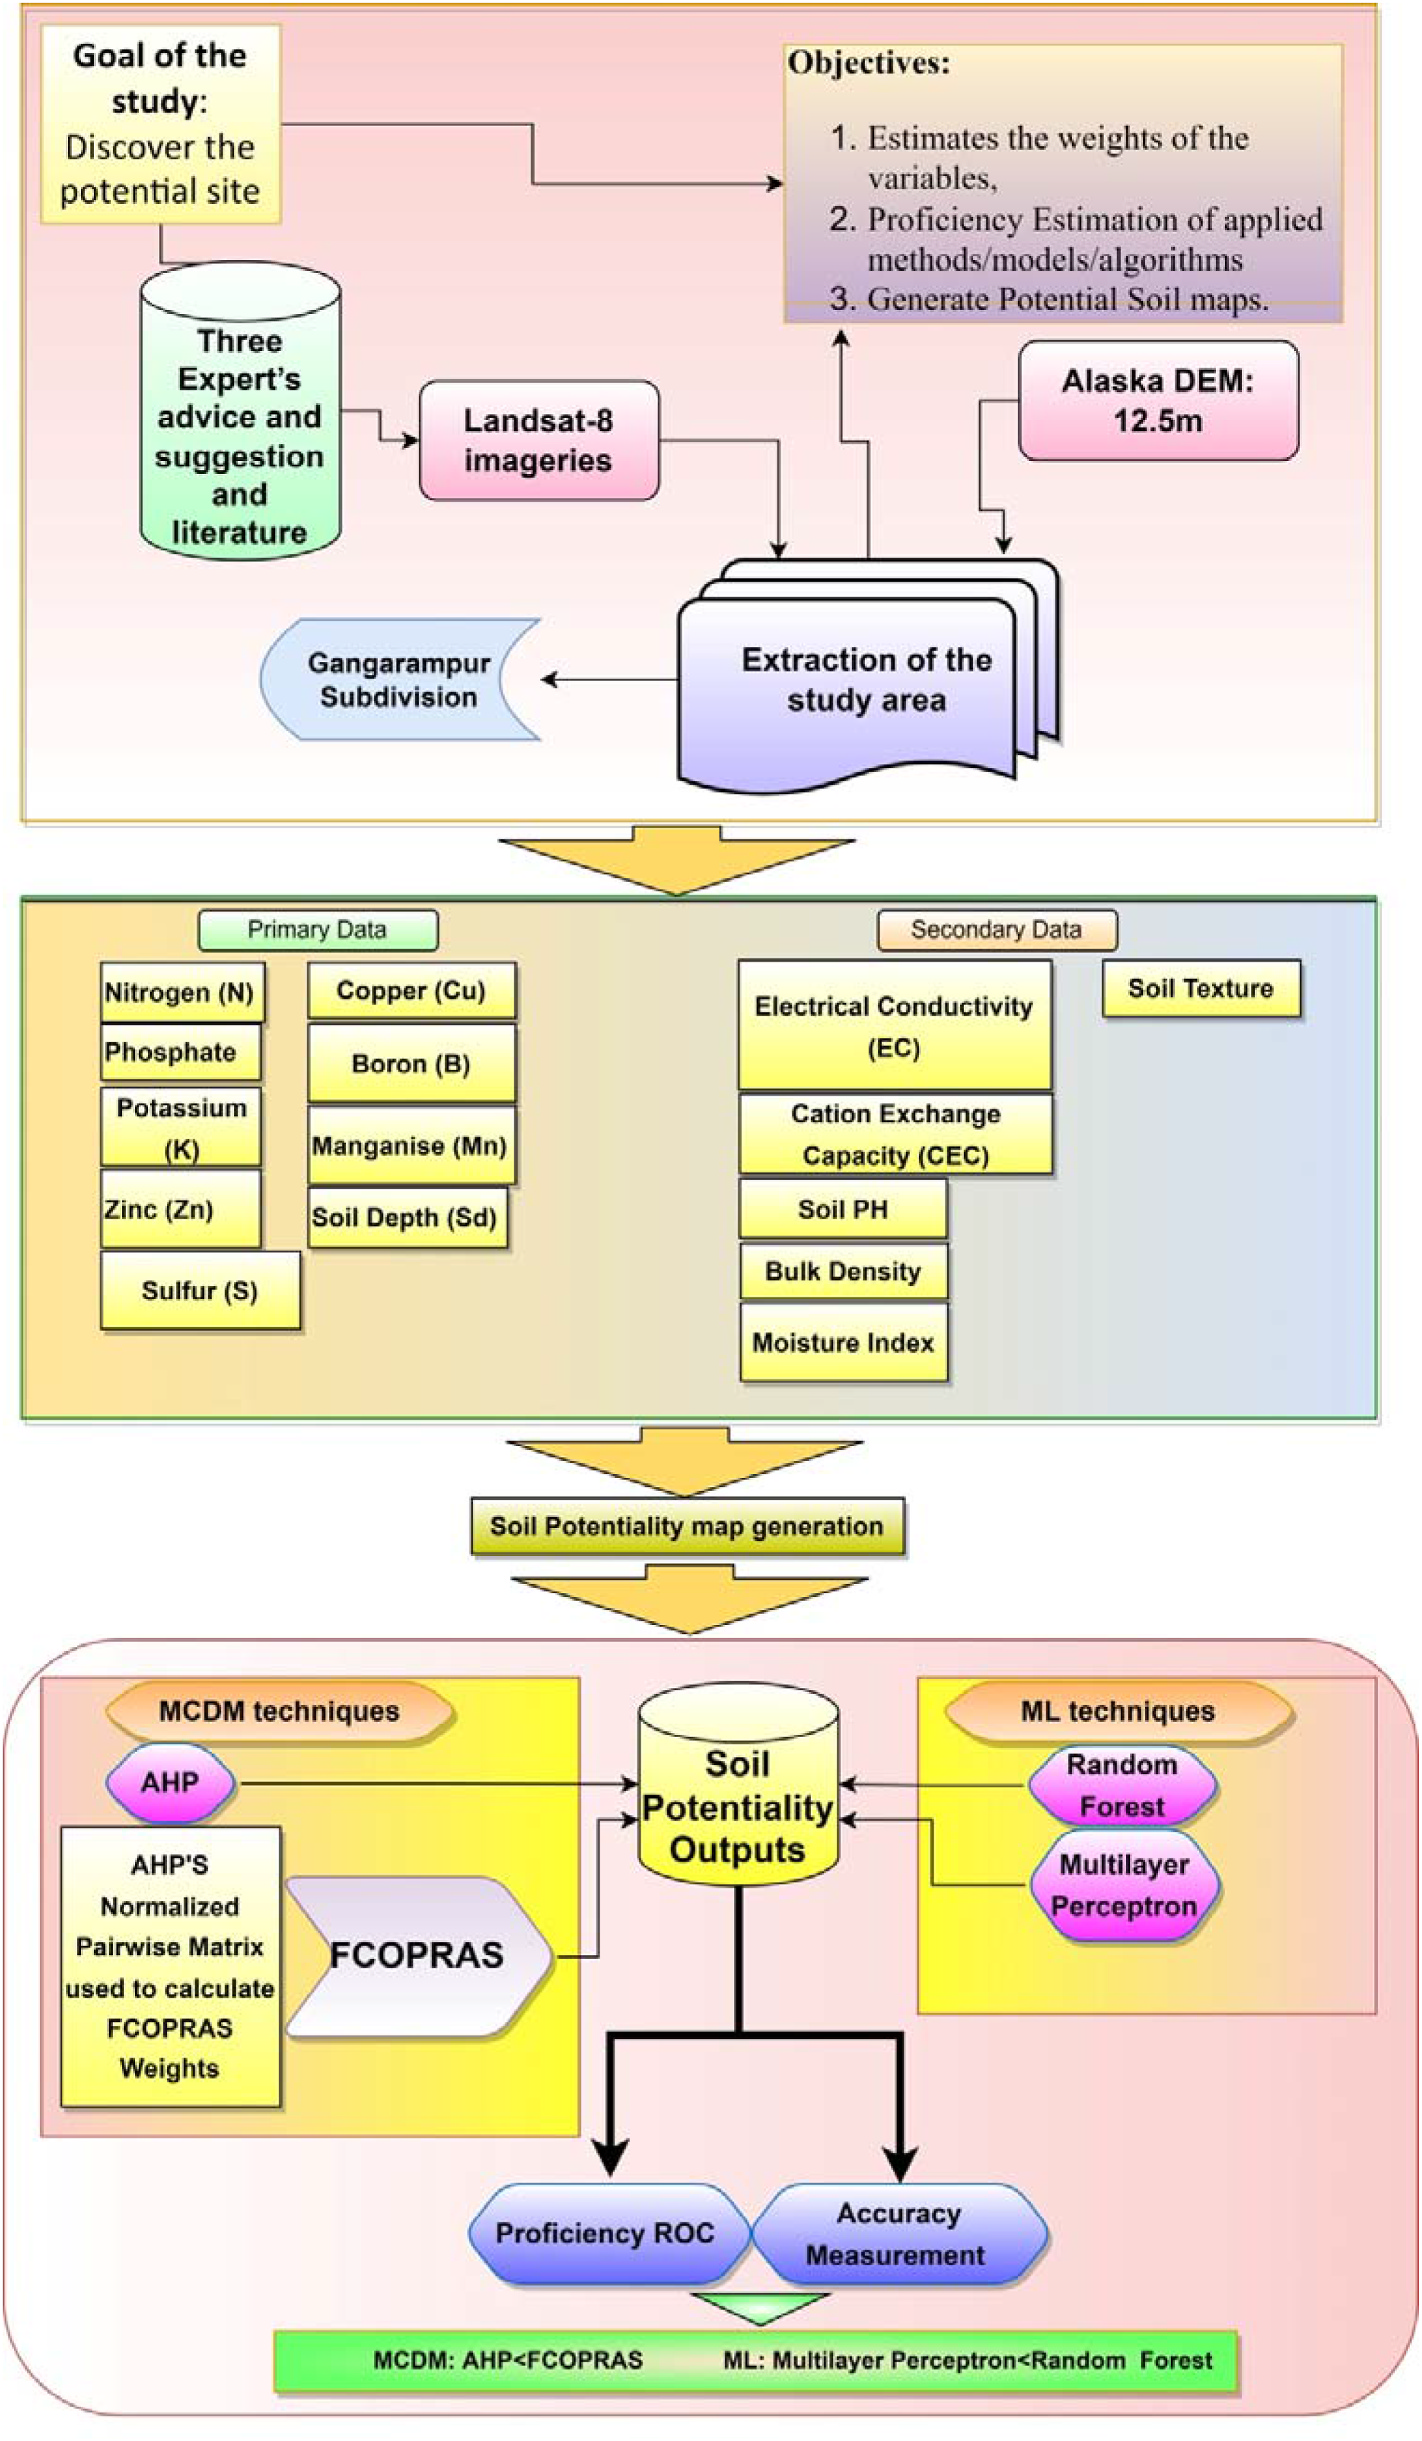 Goal of the
study:
Discover the
potential site
Objectives:
1. Estimates the weights of the
variables,
2. Proficiency Estimation of applied
methods/models/algorithms
3. Generate Potential Soil maps.
Three
Expert's
advice and
suggestion
and
literature
Landsat-8
imageries
Alaska DEM:
12.5m
Extraction of the
study area
Gangarampur
Subdivision
Primary Data
Nitrogen (N)
Phosphate
Potassium
(K)
Zinc (Zn)
Sulfur (S)
Copper (Cu)
Boron (B)
Manganise (Mn)
Soil Depth (Sd)
Secondary Data
Electrical Conductivity
(EC)
Cation Exchange
Capacity (CEC)
Soil PH
Bulk Density
Moisture Index
Soil Texture
Soil Potentiality map generation
MCDM techniques
AHP
AHP'S
Normalized
Pairwise Matrix
used to calculate
FCOPRAS
Weights
FCOPRAS
Soil
Potentiality
Outputs
ML techniques
Random
Forest
Multilayer
Perceptron
Proficiency ROC
Accuracy
Measurement
MCDM: AHP<FCOPRAS
ML: Multilayer Perceptron<Random Forest